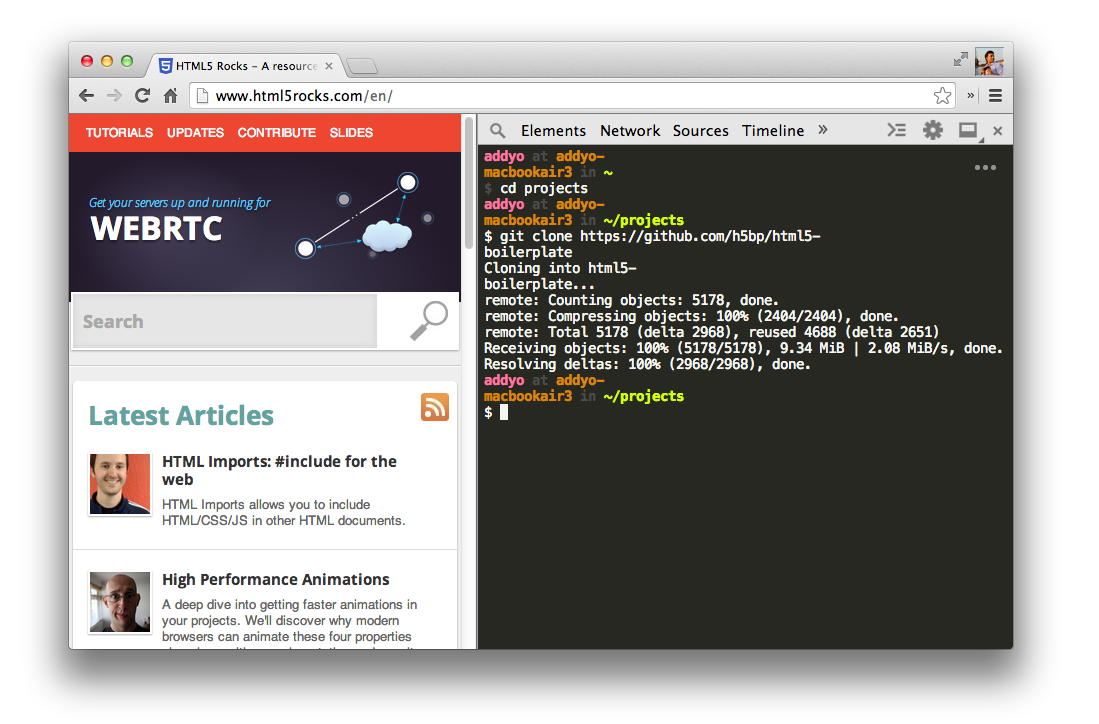 HTML5 Rocks - A resource
www.html5rocks.com/en/
TUTORIALS UPDATES CONTRIBUTE SLIDES
Get your servers up and running for
WEBRTC
Search
Latest Articles
HTML Imports: #include for the
web
HTML Imports allows you to include
HTML/CSS/JS in other HTML documents.
High Performance Animations
A deep dive into getting faster animations in
your projects. We'll discover why modern
browsers can animate these four properties
Elements Network Sources Timeline »
addyo at addyo-
macbookair3 in ~
$ cd projects
addyo at addyo-
macbookair3 in ~/projects
$ git clone https://github.com/h5bp/html5-
boilerplate
Cloning into html5-
boilerplate...
remote: Counting objects: 5178, done.
remote: Compressing objects: 100% (2404/2404), done.
remote: Total 5178 (delta 2968), reused 4688 (delta 2651)
Receiving objects: 100% (5178/5178), 9.34 MiB | 2.08 MiB/s, done.
Resolving deltas: 100% (2968/2968), done.
addyo at addyo-
macbookair3 in ~/projects
$